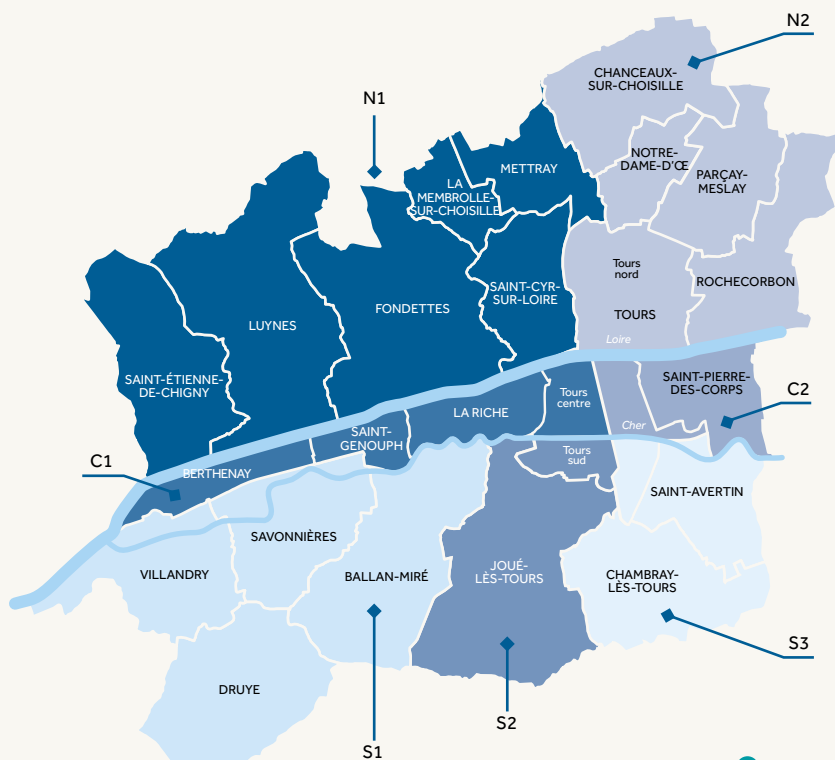 N2
CHANCEAUX-
SUR-CHOISILLE
N1
NOTRE-
DAME-D'Œ
METTRAY
LA
MEMBROLLE-
SUR-CHOISILLE
PARÇAY-
MESLAY
Tours
nord
ROCHECORBON
SAINT-CYR-
SUR-LOIRE
FONDETTES
TOURS
LUYNES
Loire
SAINT-ÉTIENNE-
DE-CHIGNY
SAINT-PIERRE-
DES-CORPS
Tours
centre
C2
LA RICHE
Cher
SAINT-
GENOUPH
Tours
sud
C1
BERTHENAY
SAINT-AVERTIN
SAVONNIÈRES
VILLANDRY
BALLAN-MIRÉ
JOUÉ-
LÈS-TOURS
CHAMBRAY-
LÈS-TOURS
S3
DRUYE
S2
S1